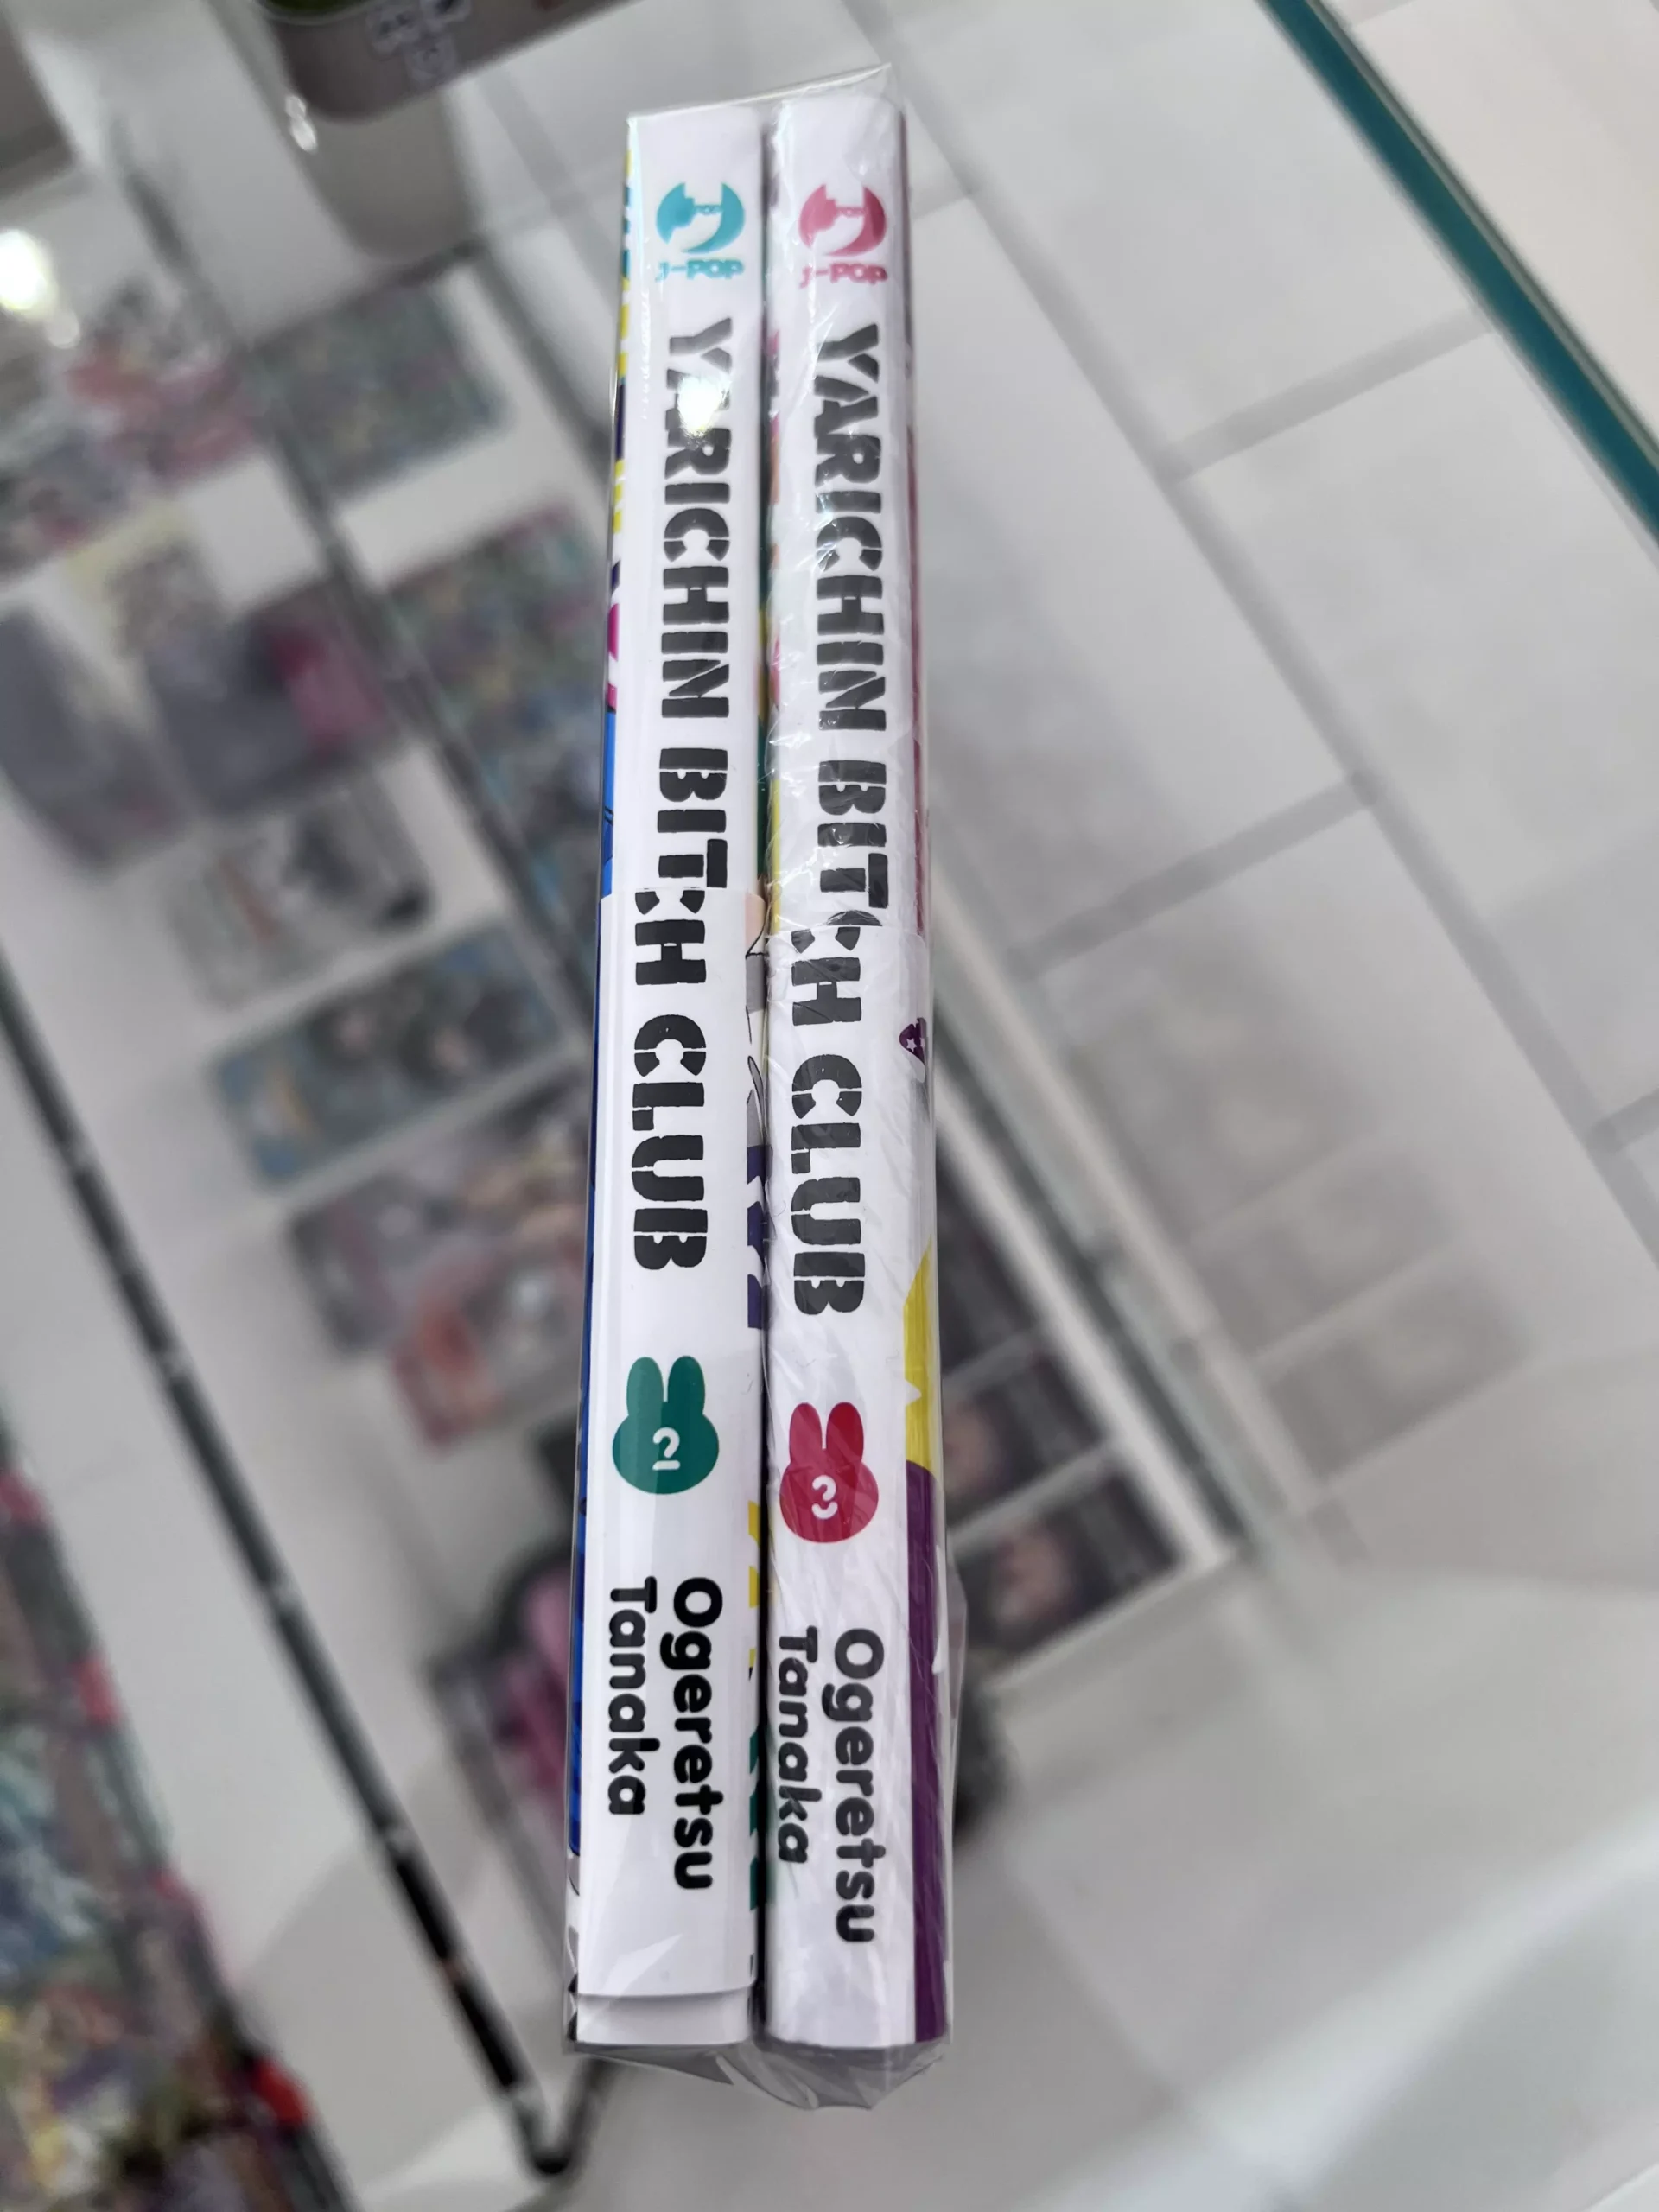 J-POP
YARICHIN BITCH CLUB
2
Ogeretsu
Tanaka
J-POP
YARICHIN BITCH CLUB
3
Ogeretsu
Tanaka